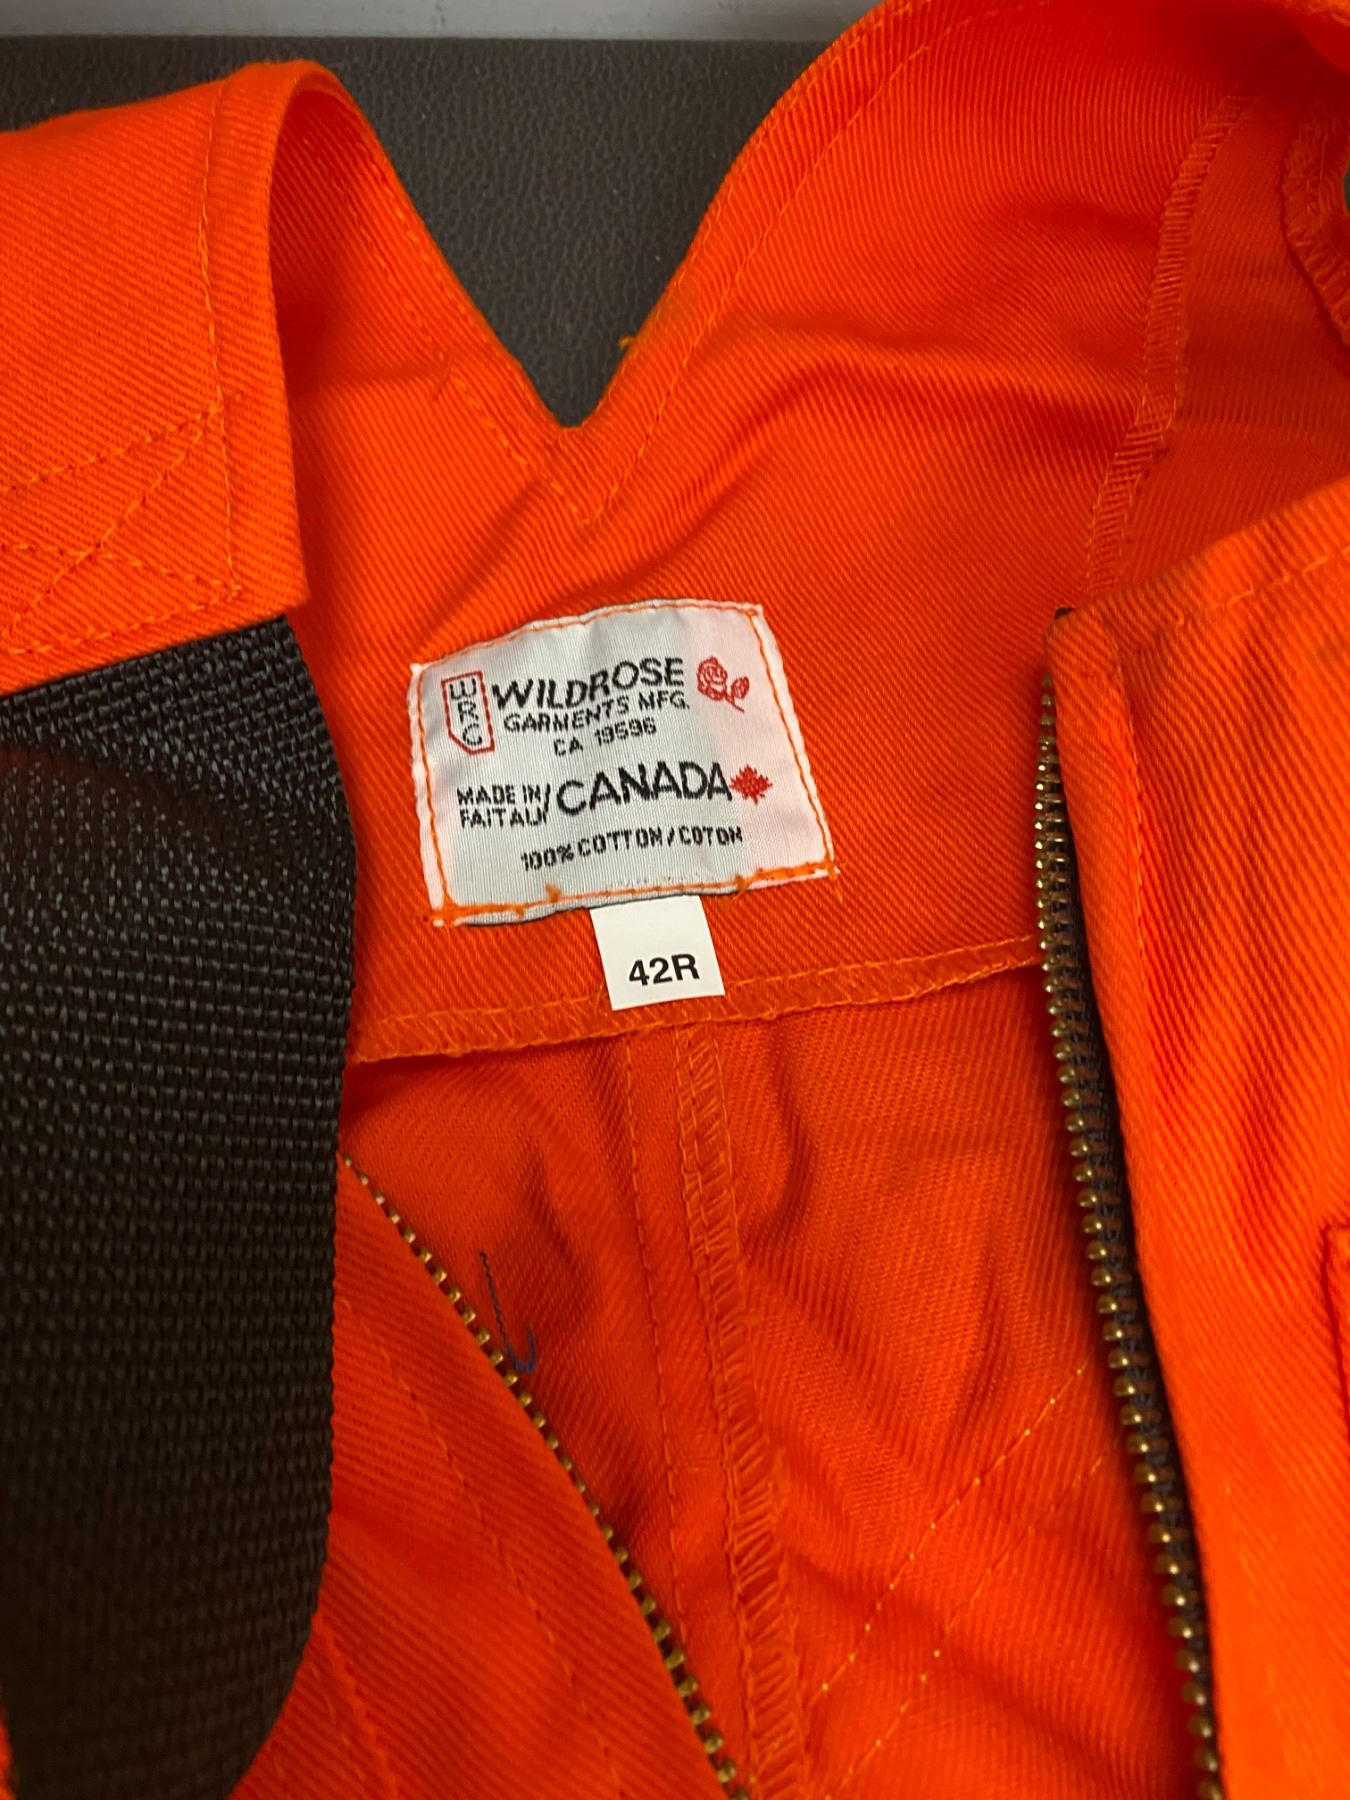 WRG
WILDROSE
GARMENTS MFG.
CA 19596
MADE IN/
FAIT AU/
CANADA
100% COTTON/COTON
42R